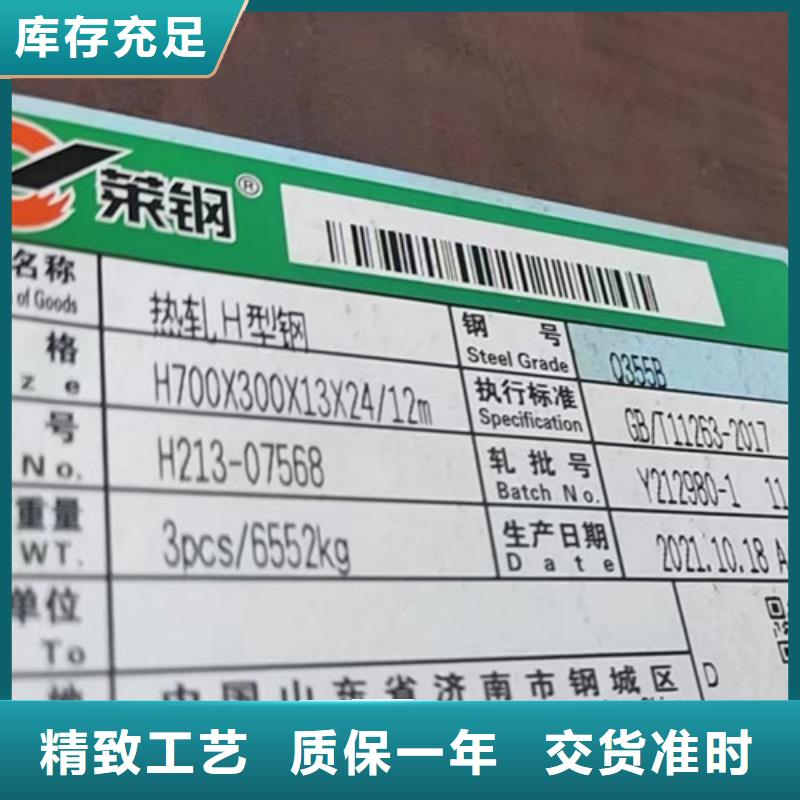 库存充足
莱钢®
名称 热轧H型钢 钢号 Q355B
of Goods Steel Grade
格 H700X300X13X24/12m 执行标准 GB/T11263-2017
ze Specification
号 H213-07568 轧批号 Y212980-1 11
No. Batch No.
重量 3pcs/6552kg 生产日期 2021.10.18 A
WT. Date
单位
To
D
中国山东省济南市钢城区
精致工艺 质保一年 交货准时